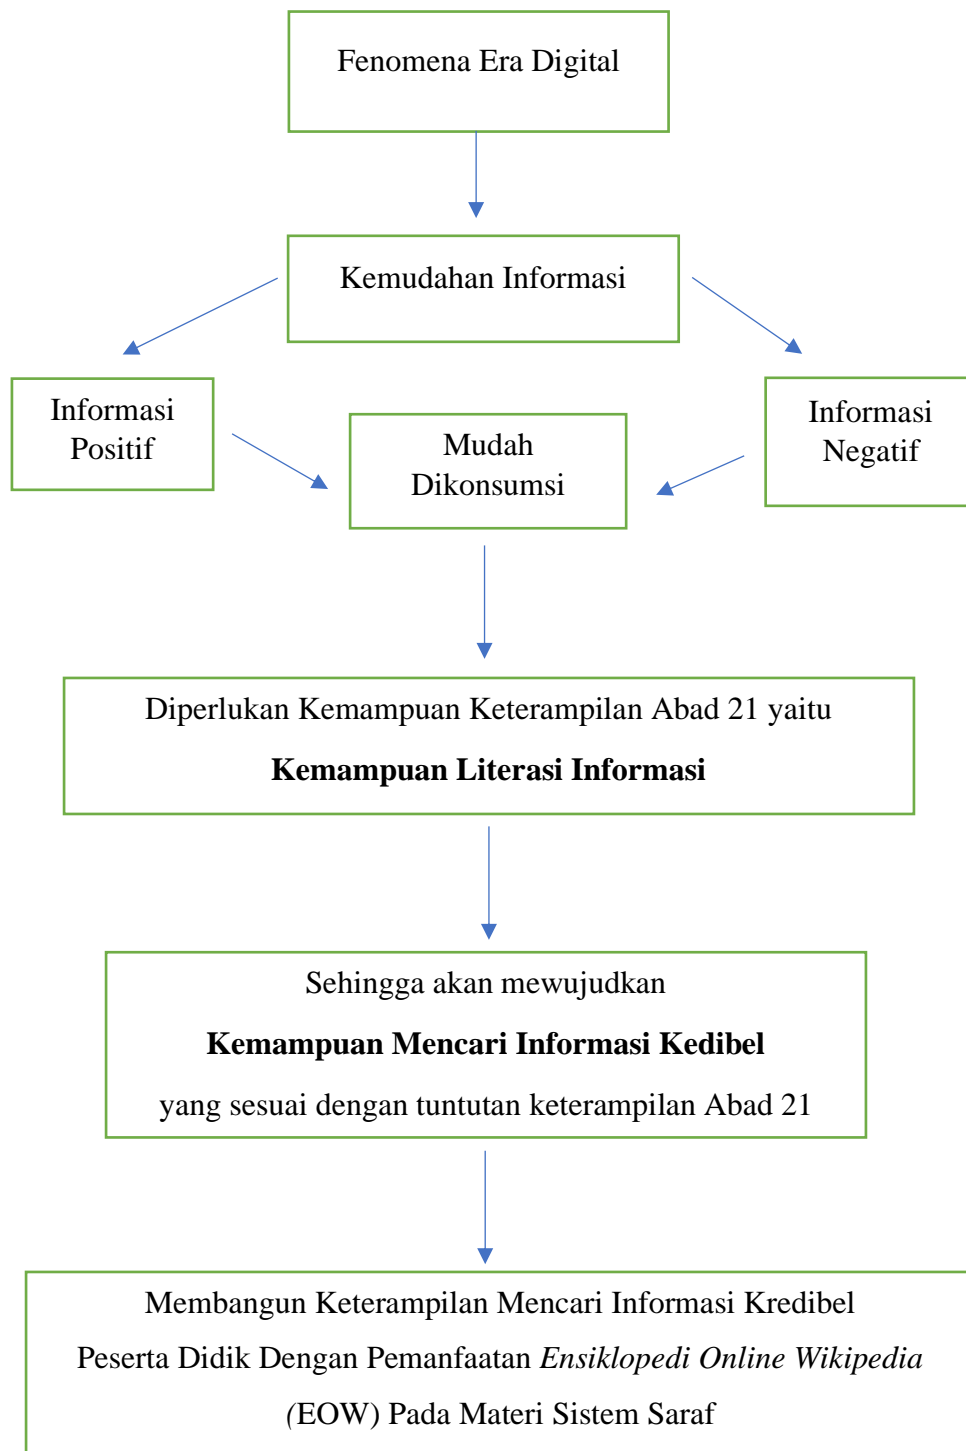 Fenomena Era Digital
Kemudahan Informasi
Informasi
Positif
Mudah
Dikonsumsi
Informasi
Negatif
Diperlukan Kemampuan Keterampilan Abad 21 yaitu
Kemampuan Literasi Informasi
Sehingga akan mewujudkan
Kemampuan Mencari Informasi Kedibel
yang sesuai dengan tuntutan keterampilan Abad 21
Membangun Keterampilan Mencari Informasi Kredibel
Peserta Didik Dengan Pemanfaatan Ensiklopedi Online Wikipedia
(EOW) Pada Materi Sistem Saraf